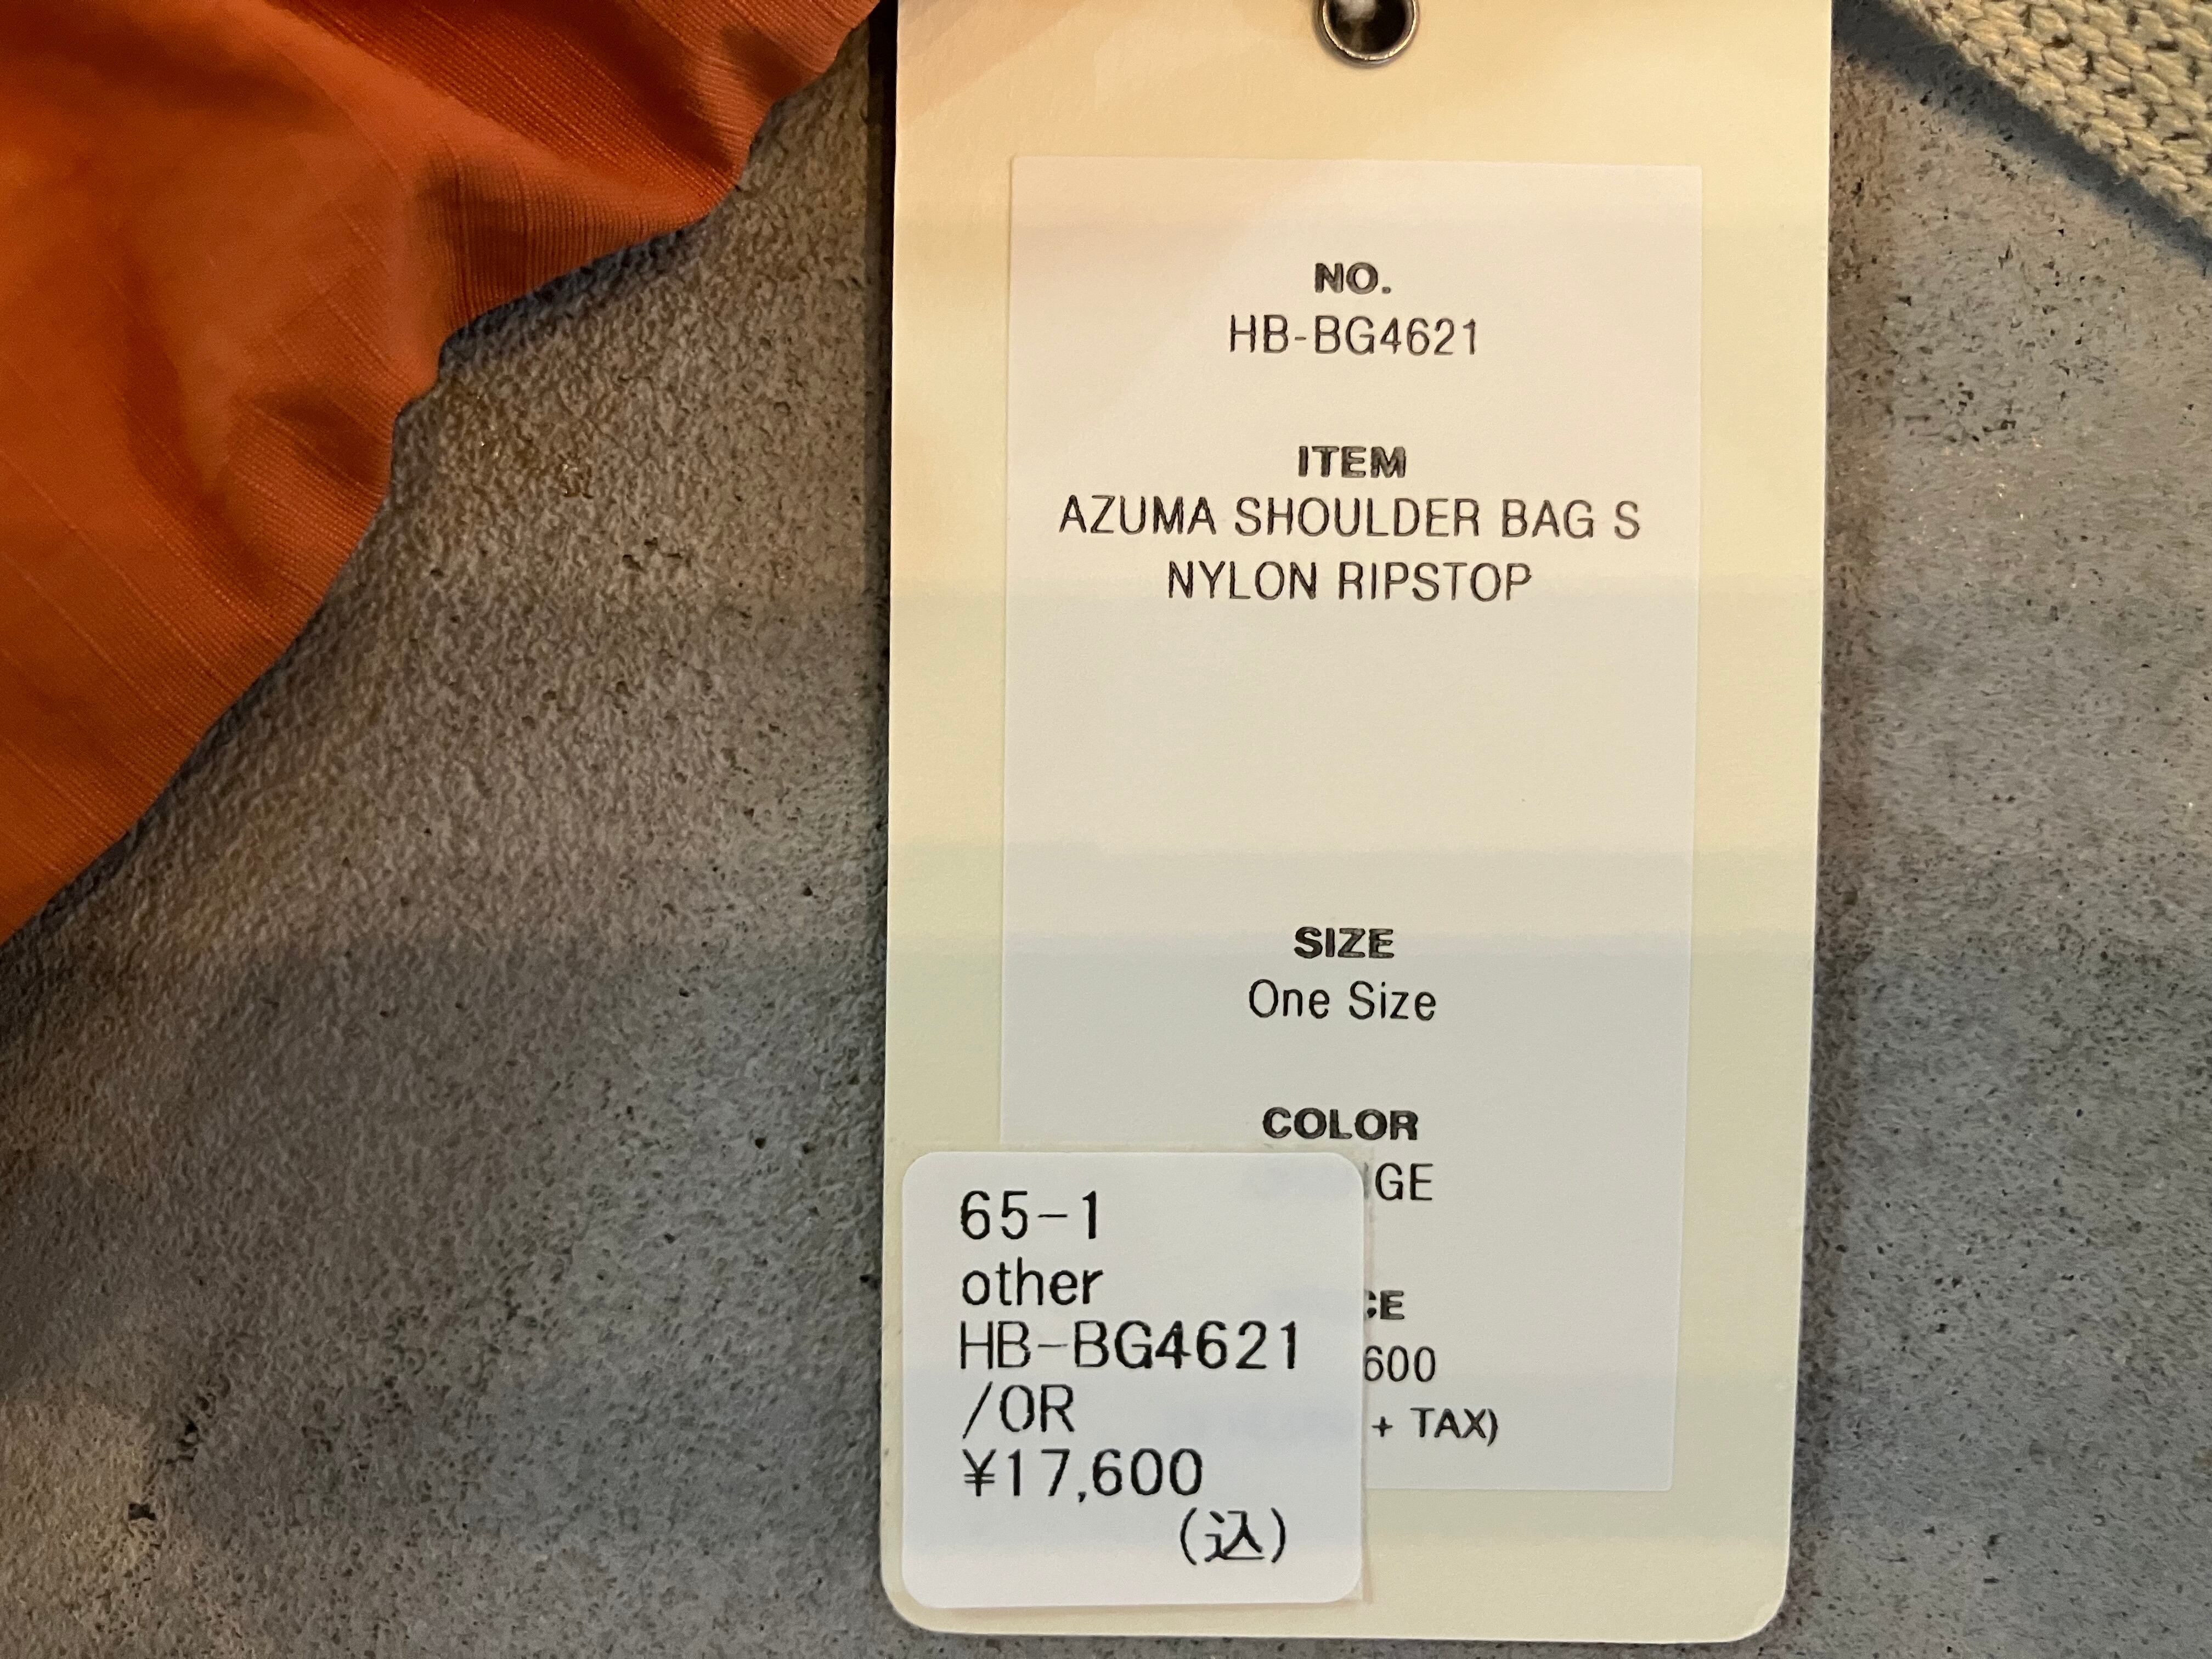 NO.
HB-BG4621
ITEM
AZUMA SHOULDER BAG S
NYLON RIPSTOP
SIZE
One Size
COLOR
GE
CE
600
+ TAX)
65-1
other
HB-BG4621
/OR
¥17,600
(込)